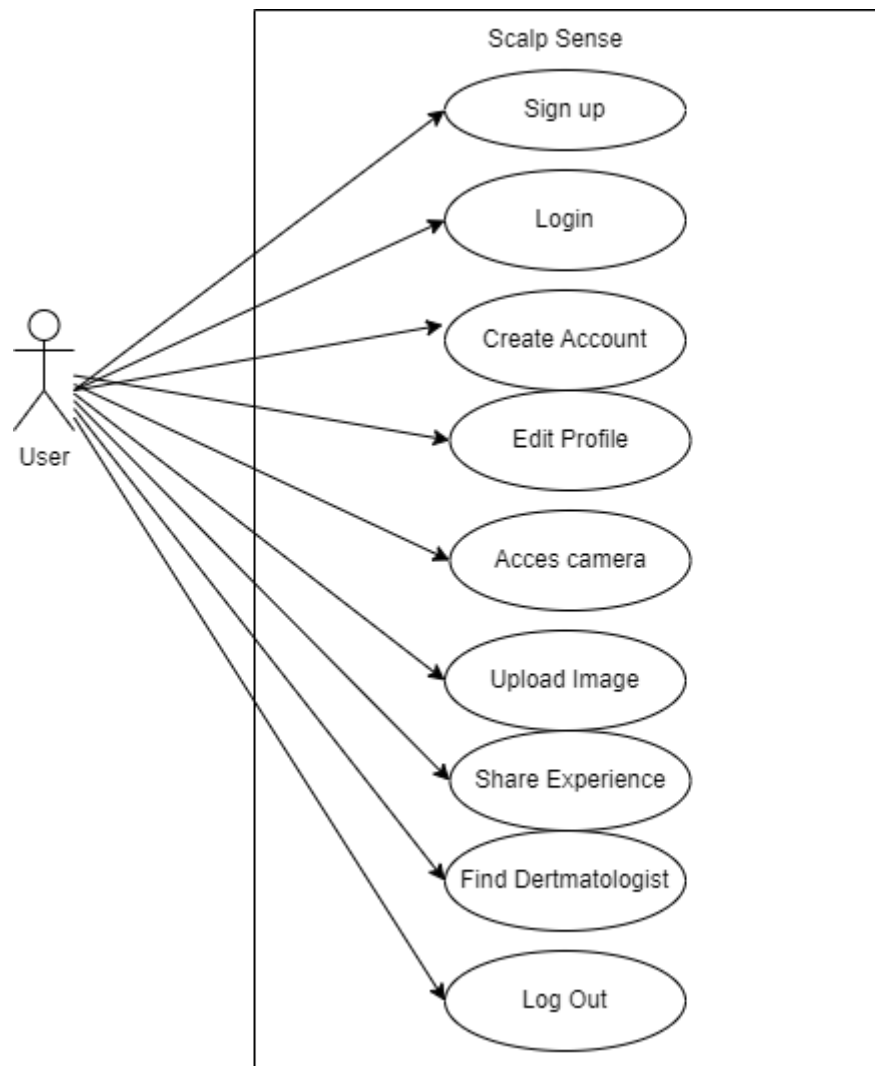 Scalp Sense
Sign up
Login
Create Account
User
Edit Profile
Acces camera
Upload Image
Share Experience
Find Dertmatologist
Log Out